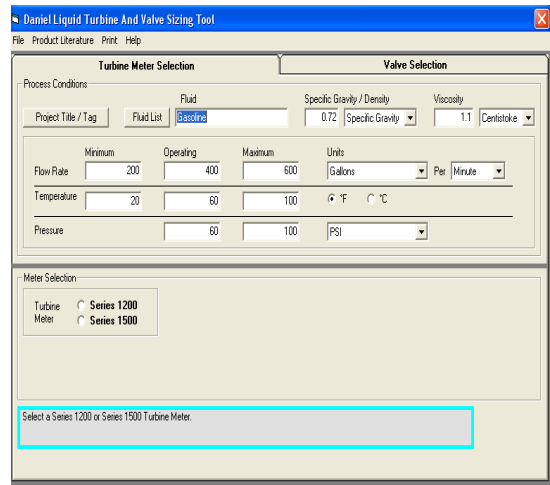 Daniel Liquid Turbine And Valve Sizing Tool
File Product Literature Print Help
Turbine Meter Selection Valve Selection
Process Conditions
Fluid Specific Gravity / Density Viscosity
Project Title / Tag Fluid List Gasoline 0.72 Specific Gravity 1.1 Centistoke
Minimum Operating Maximum Units
Flow Rate 200 400 600 Gallons Per Minute
Temperature 20 60 100 °F °C
Pressure 60 100 PSI
Meter Selection
Turbine Series 1200
Meter Series 1500
Select a Series 1200 or Series 1500 Turbine Meter.